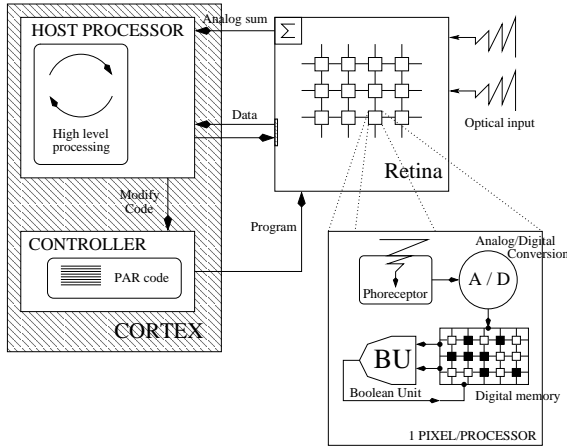 HOST PROCESSOR
High level
processing
Analog sum
Σ
Data
Optical input
Retina
Modify
Code
Program
CONTROLLER
PAR code
CORTEX
Analog/Digital
Conversion
Phoreceptor
A / D
BU
Boolean Unit
Digital memory
1 PIXEL/PROCESSOR